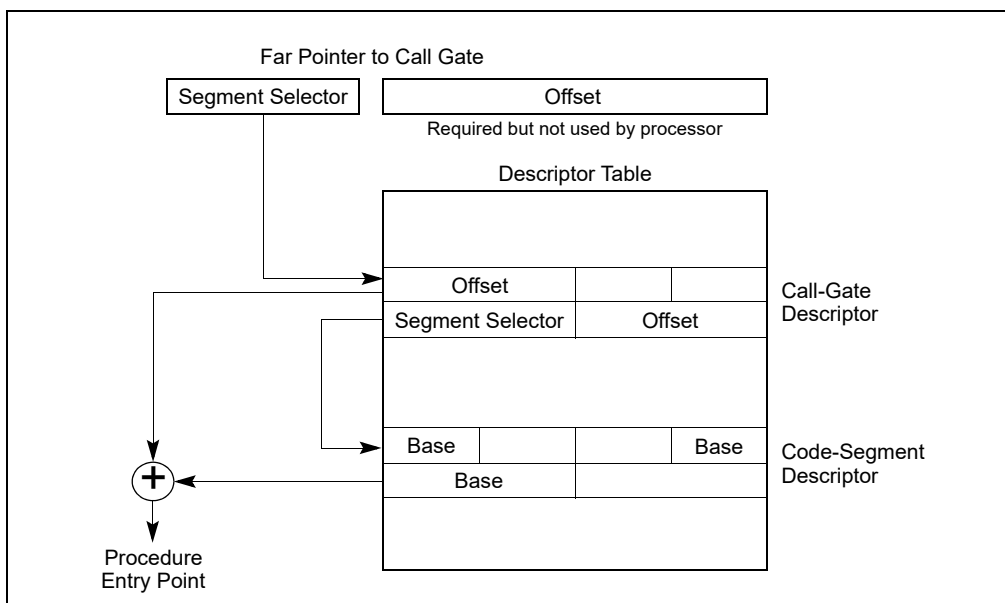 Far Pointer to Call Gate
Segment Selector
Offset
Required but not used by processor
Descriptor Table
Offset
Call-Gate
Descriptor
Segment Selector
Offset
Base
Base
Code-Segment
Descriptor
Base
+
Procedure
Entry Point